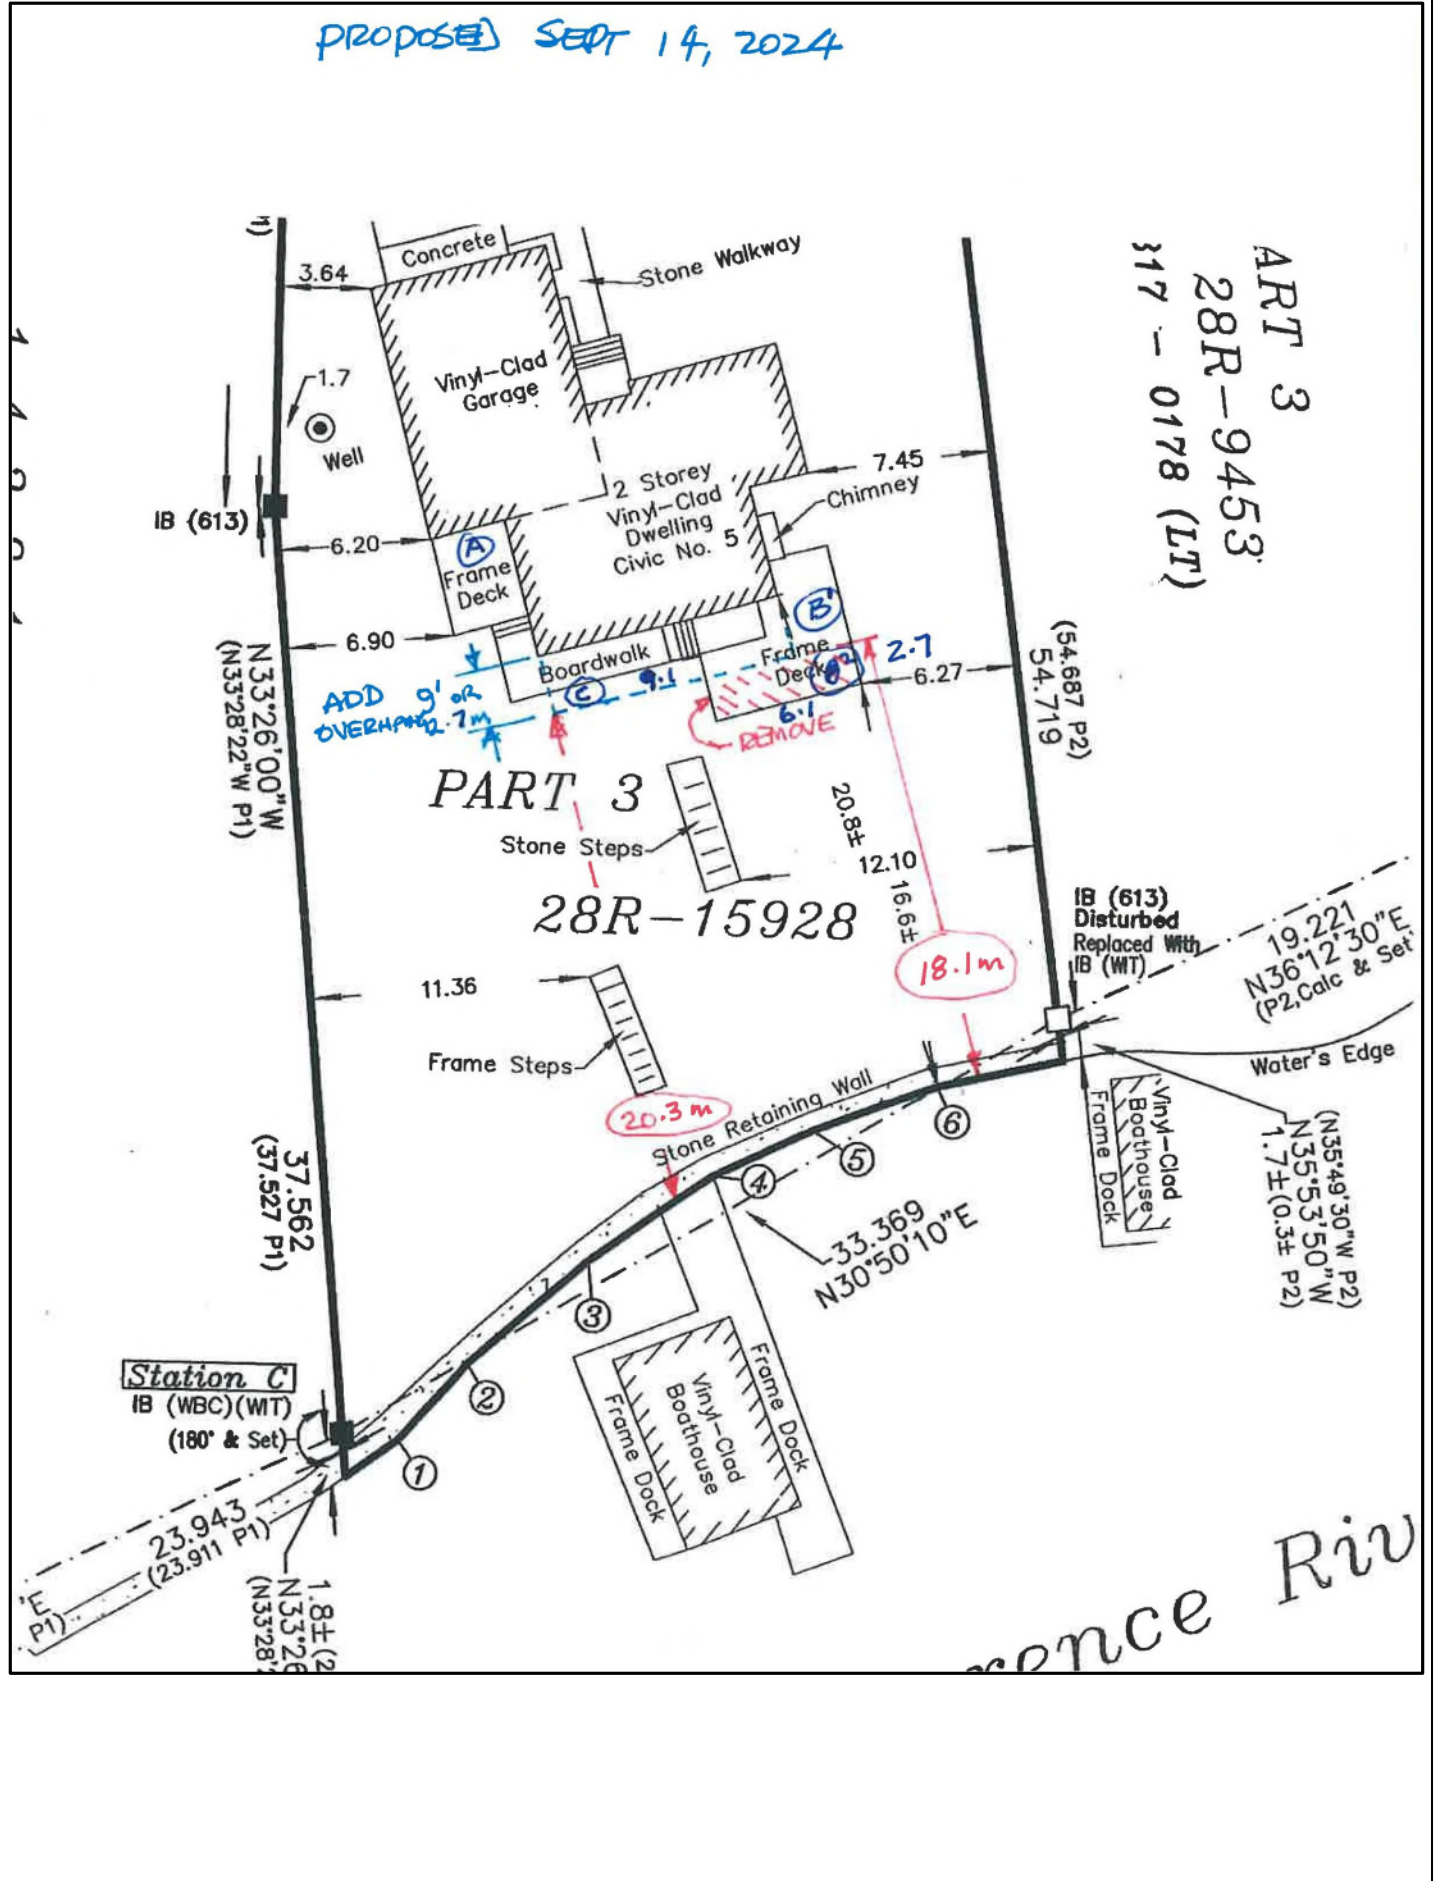 PROPOSED SEPT 14, 2024
ART 3
28R-9453
317 - 0178 (LT)
Concrete
Stone Walkway
3.64
Vinyl-Clad
Garage
1.7
Well
IB (613)
6.20
A
Frame
Deck
2 Storey
Vinyl-Clad
Dwelling
Civic No. 5
7.45
Chimney
B1
Frame
Deck
B2
2.7
6.27
6.90
Boardwalk
C
9.1
6.1
REMOVE
ADD 9' OR
OVERHANG 2.7m
N33°26'00"W
(N33°28'22"W P1)
(54.687 P2)
54.719
PART 3
Stone Steps
20.8±
12.10
16.6±
28R-15928
18.1m
IB (613)
Disturbed
Replaced With
IB (WIT)
19.221
N36°12'30"E
(P2,Calc & Set
11.36
Frame Steps
20.3m
Stone Retaining Wall
Water's Edge
37.562
(37.527 P1)
1
2
3
4
5
6
33.369
N30°50'10"E
Vinyl-Clad
Boathouse
Frame Dock
(N35°49'30"W P2)
N35°53'50"W
1.7±(0.3± P2)
Station C
IB (WBC)(WIT)
(180° & Set)
Frame Dock
Vinyl-Clad
Boathouse
Frame Dock
23.943
(23.911 P1)
'E
P1)
1.8±(2
N33°26
(N33°28'
rence Riv